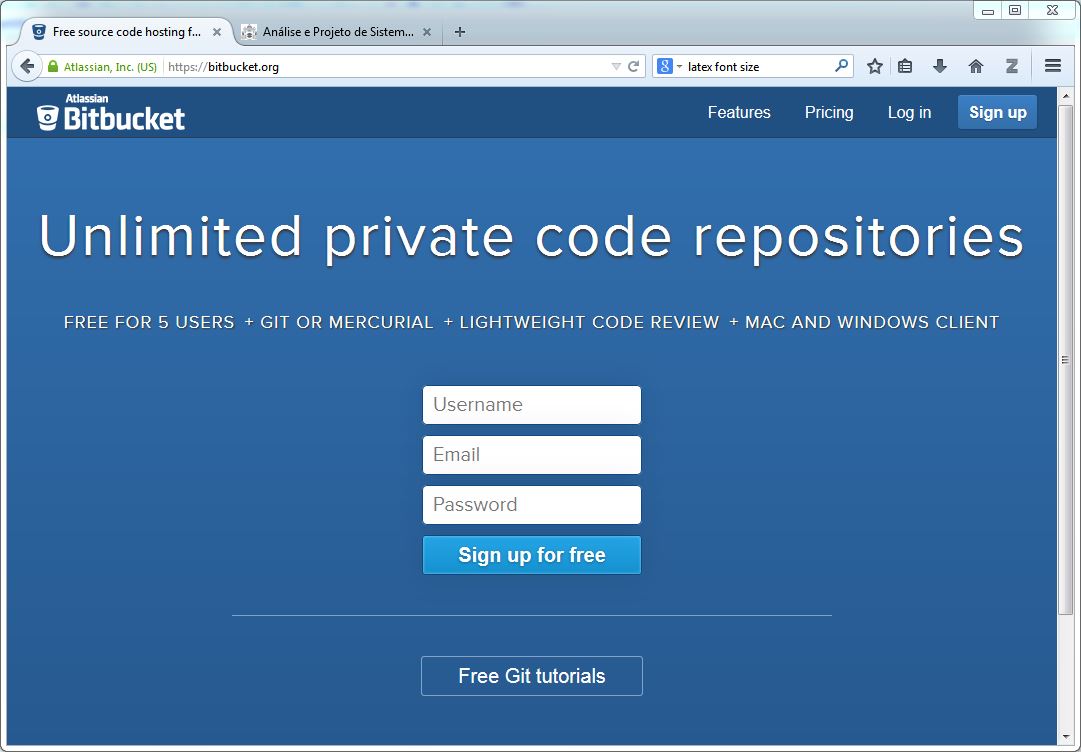 Free source code hosting f...
Análise e Projeto de Sistem...
Atlassian, Inc. (US)
https://bitbucket.org
latex font size
Atlassian
Bitbucket
Features
Pricing
Log in
Sign up
Unlimited private code repositories
FREE FOR 5 USERS + GIT OR MERCURIAL + LIGHTWEIGHT CODE REVIEW + MAC AND WINDOWS CLIENT
Username
Email
Password
Sign up for free
Free Git tutorials